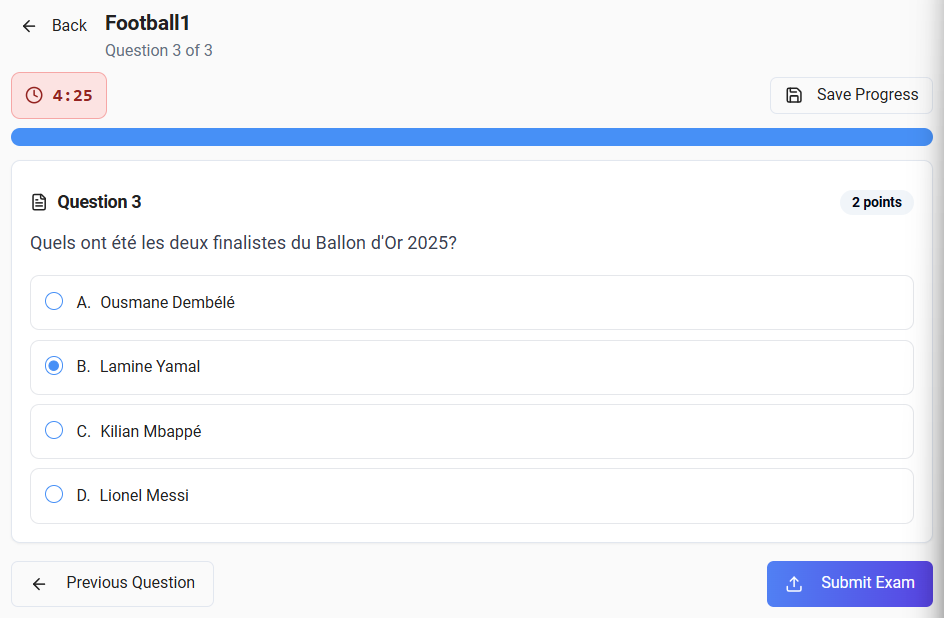 Back
Football1
Question 3 of 3
4:25
Save Progress
Question 3
2 points
Quels ont été les deux finalistes du Ballon d'Or 2025?
A. Ousmane Dembélé
B. Lamine Yamal
C. Kilian Mbappé
D. Lionel Messi
Previous Question
Submit Exam